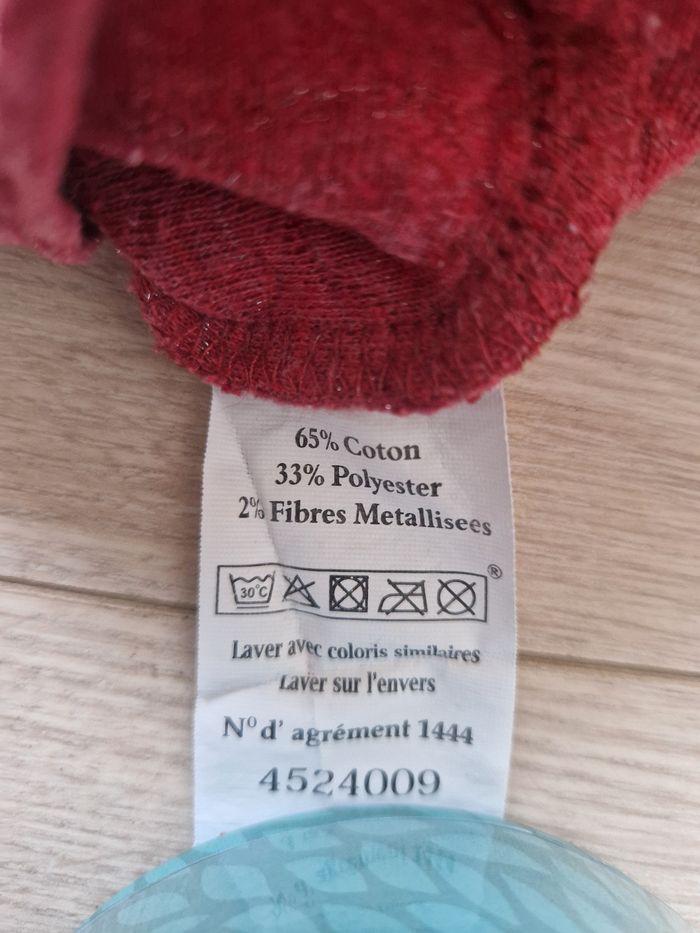 65% Coton
33% Polyester
2% Fibres Metallisees
30°C ®
Laver avec coloris similaires
Laver sur l'envers
N° d' agrément 1444
4524009